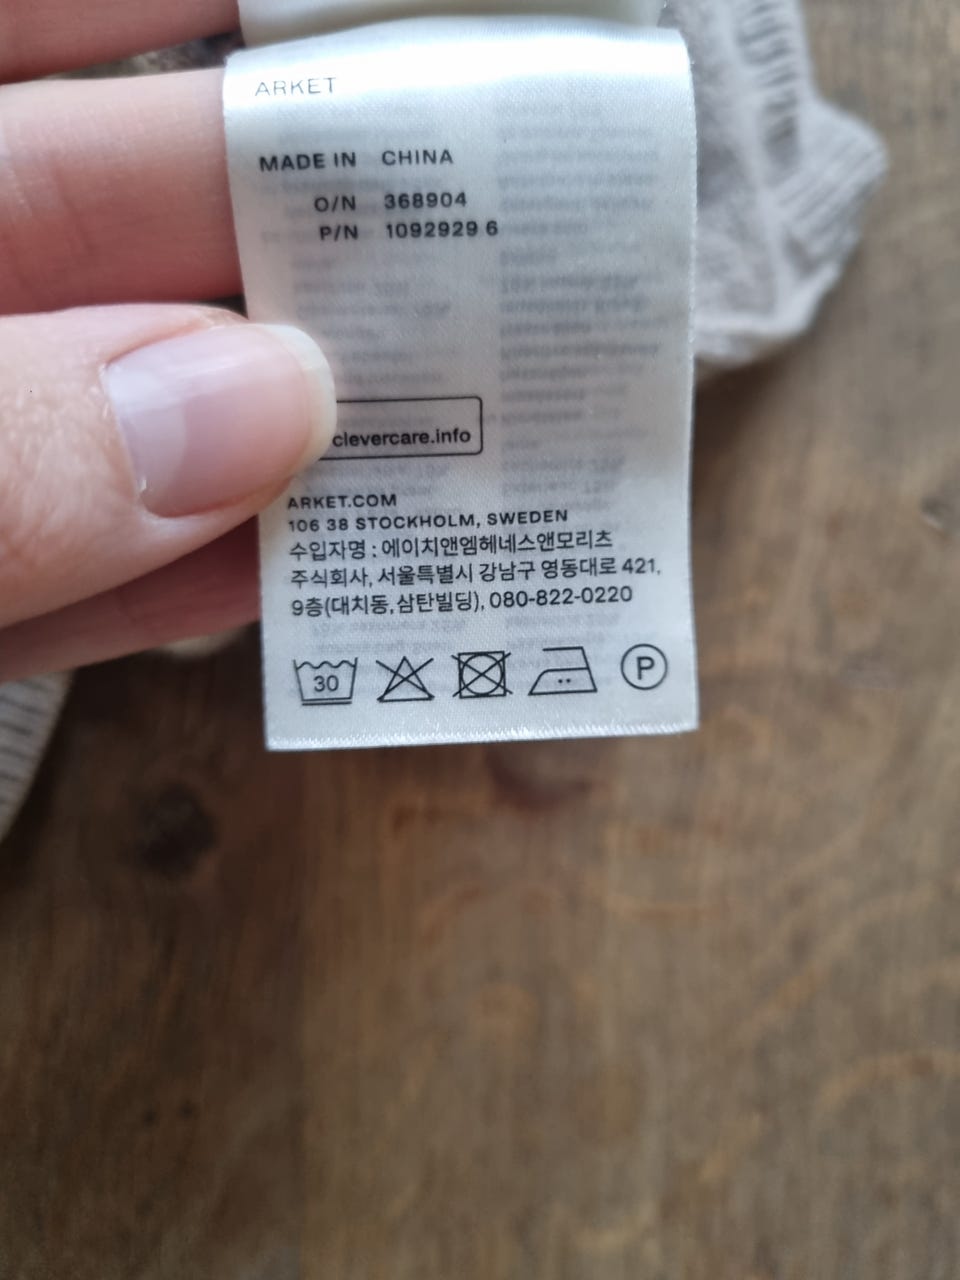 ARKET
MADE IN CHINA
O/N 368904
P/N 1092929 6
clevercare.info
ARKET.COM
106 38 STOCKHOLM, SWEDEN
수입자명 : 에이치앤엠헤네스앤모리츠
주식회사, 서울특별시 강남구 영동대로 421,
9층(대치동,삼탄빌딩), 080-822-0220
30
P